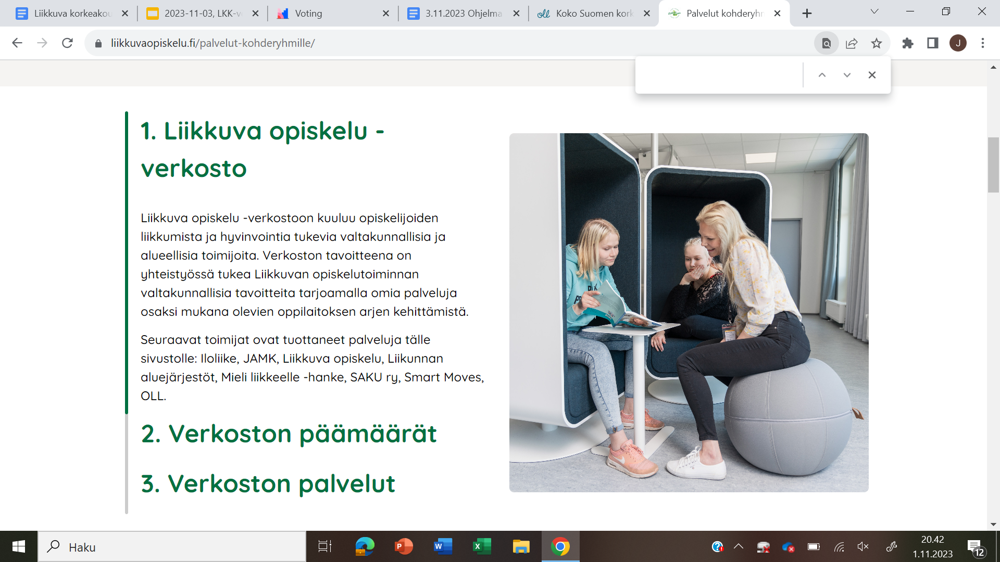 Liikkuva korkeakou
2023-11-03, LKK-v
Voting
3.11.2023 Ohjelma
oll
Koko Suomen kork
Palvelut kohderyhm
liikkuvaopiskelu.fi/palvelut-kohderyhmille/
J
1. Liikkuva opiskelu -
verkosto
Liikkuva opiskelu -verkostoon kuuluu opiskelijoiden
liikkumista ja hyvinvointia tukevia valtakunnallisia ja
alueellisia toimijoita. Verkoston tavoitteena on
yhteistyössä tukea Liikkuvan opiskelutoiminnan
valtakunnallisia tavoitteita tarjoamalla omia palveluja
osaksi mukana olevien oppilaitoksen arjen kehittämistä.
Seuraavat toimijat ovat tuottaneet palveluja tälle
sivustolle: Iloliike, JAMK, Liikkuva opiskelu, Liikunnan
aluejärjestöt, Mieli liikkeelle -hanke, SAKU ry, Smart Moves,
OLL.
2. Verkoston päämäärät
3. Verkoston palvelut
Haku
20.42
1.11.2023
12